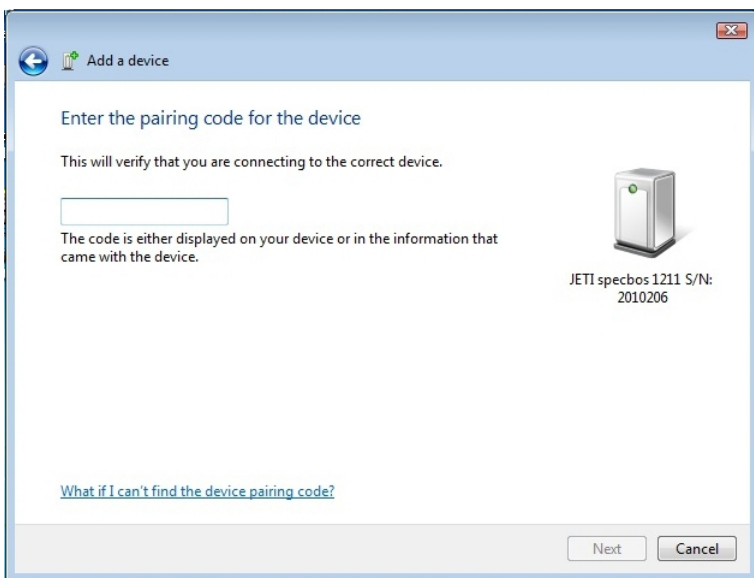 Add a device
Enter the pairing code for the device
This will verify that you are connecting to the correct device.
The code is either displayed on your device or in the information that
came with the device.
JETI specbos 1211 S/N:
2010206
What if I can't find the device pairing code?
Next
Cancel